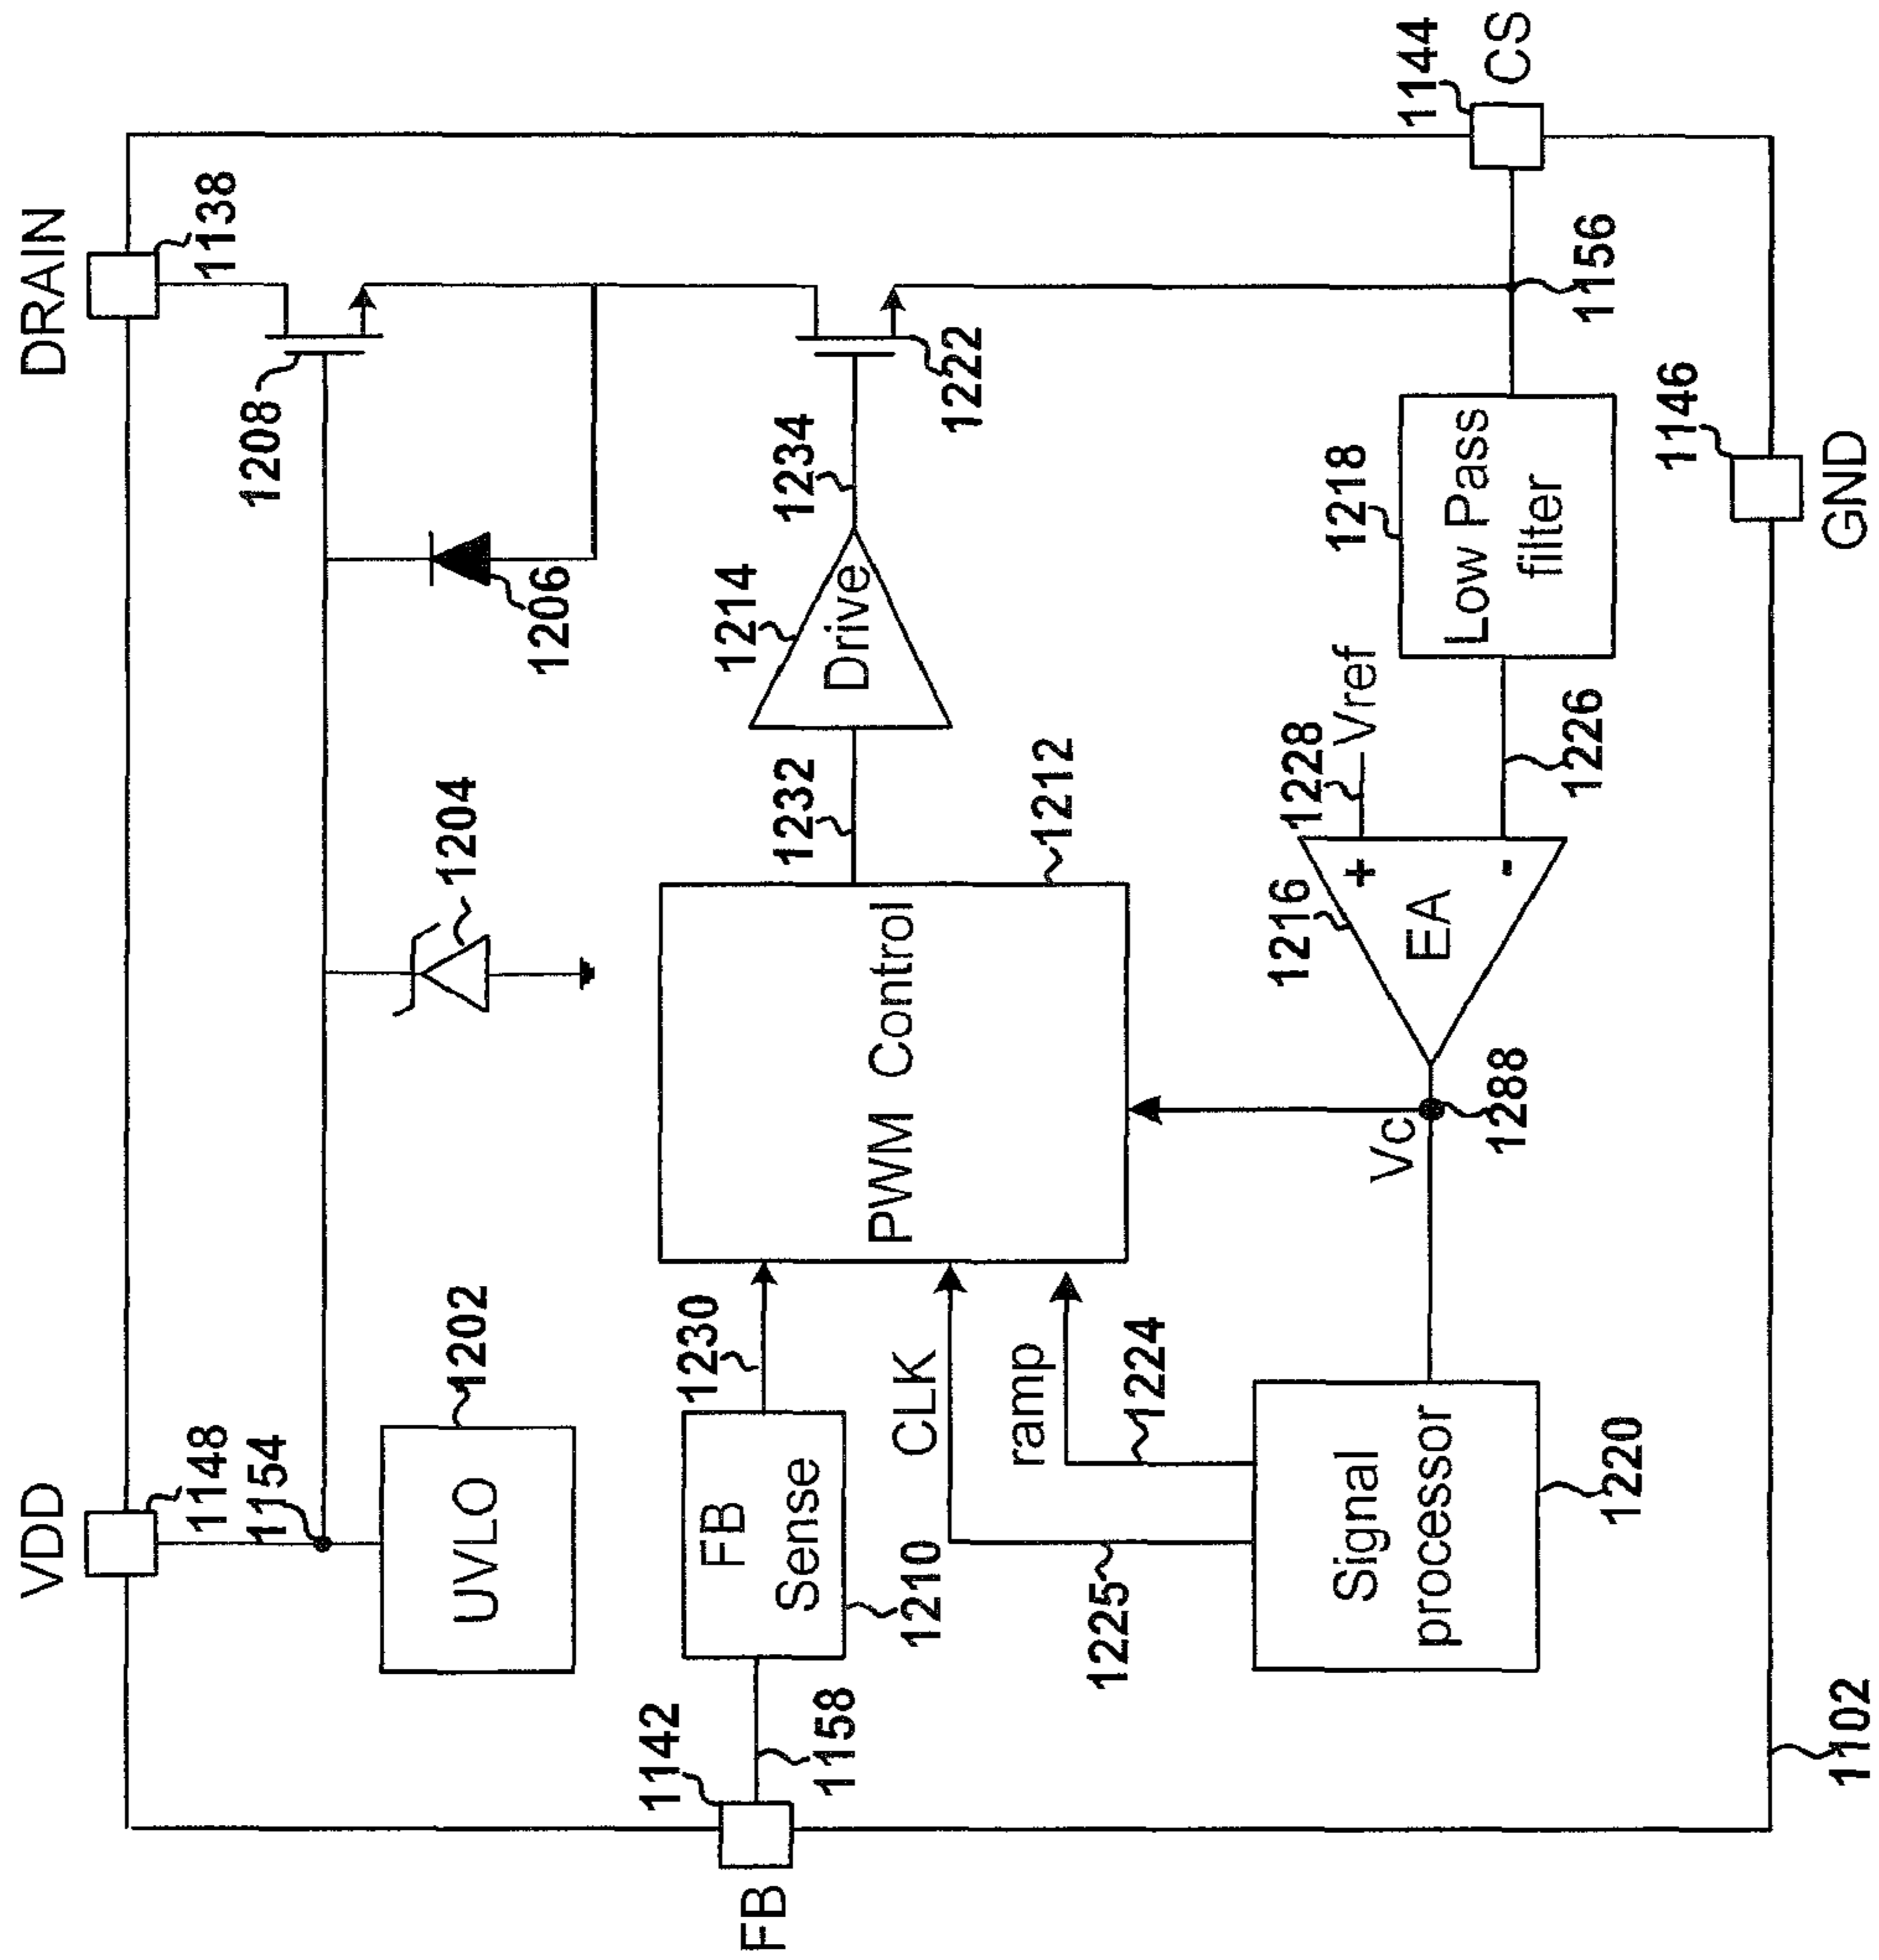 VDD
DRAIN
1148
1154
1138
1202
UVLO
1204
1208
1206
FB
1142
1158
FB
Sense
1210
1230
PWM Control
1212
1232
1214
Drive
1234
1222
CLK
ramp
1224
1225
Signal
processor
1220
Vc
1288
1216
EA
+
-
1228
Vref
1226
1218
Low Pass
filter
1156
1144
CS
1146
GND
1102